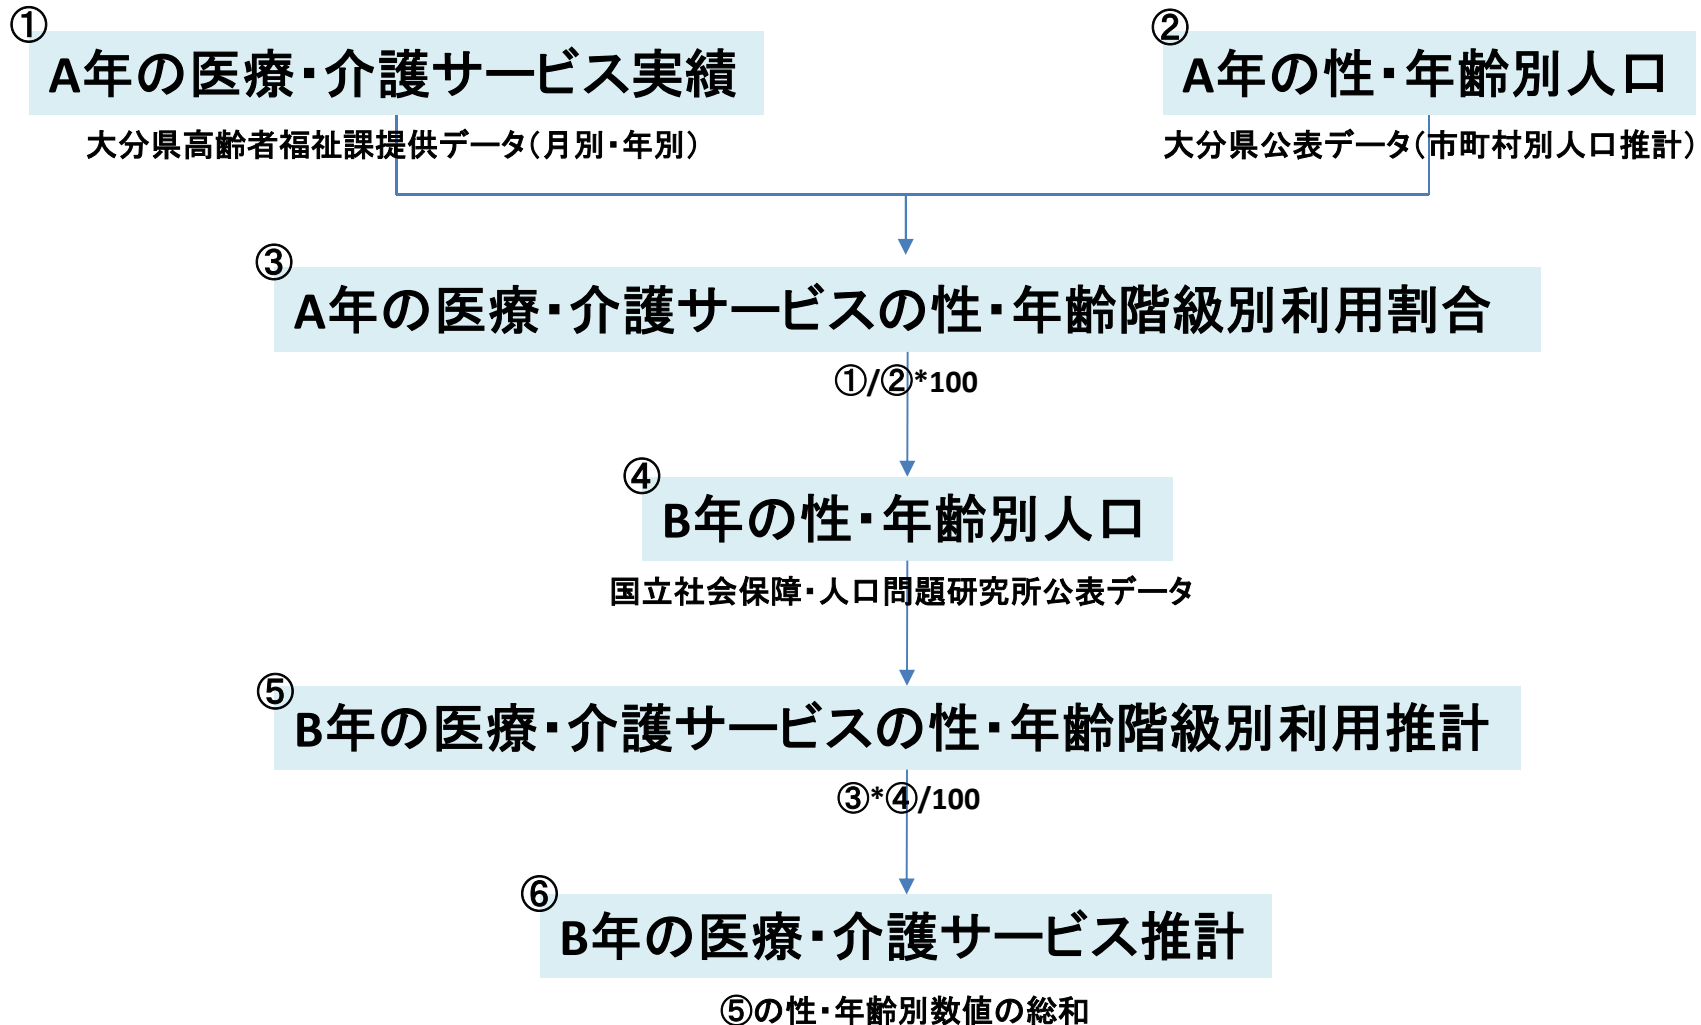 ①
A年の医療・介護サービス実績
大分県高齢者福祉課提供データ(月別・年別)
②
A年の性・年齢別人口
大分県公表データ(市町村別人口推計)
③
A年の医療・介護サービスの性・年齢階級別利用割合
①/②*100
④
B年の性・年齢別人口
国立社会保障・人口問題研究所公表データ
⑤
B年の医療・介護サービスの性・年齢階級別利用推計
③*④/100
⑥
B年の医療・介護サービス推計
⑤の性・年齢別数値の総和